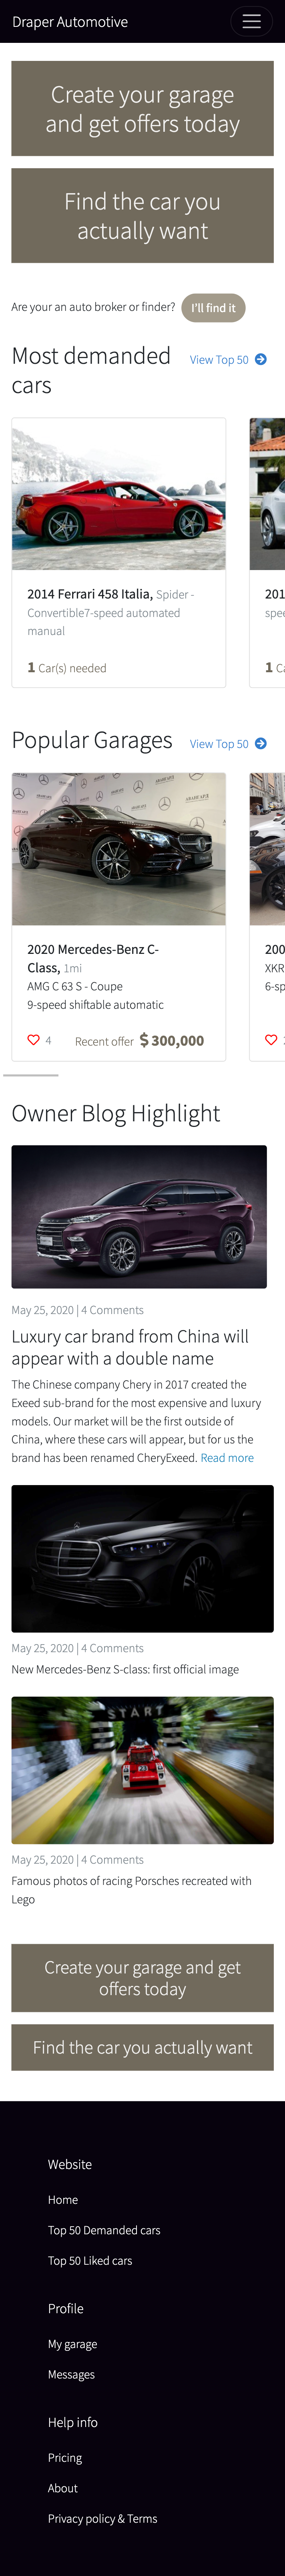 Draper Automotive
Create your garage
and get offers today
Find the car you
actually want
Are your an auto broker or finder? I'll find it
Most demanded
cars
View Top 50
2014 Ferrari 458 Italia, Spider -
Convertible7-speed automated
manual
1 Car(s) needed
201
spee
1 Ca
Popular Garages
View Top 50
2020 Mercedes-Benz C-
Class, 1mi
AMG C 63 S - Coupe
9-speed shiftable automatic
4 Recent offer $ 300,000
200
XKR
6-sp
Owner Blog Highlight
May 25, 2020 | 4 Comments
Luxury car brand from China will
appear with a double name
The Chinese company Chery in 2017 created the
Exeed sub-brand for the most expensive and luxury
models. Our market will be the first outside of
China, where these cars will appear, but for us the
brand has been renamed CheryExeed. Read more
May 25, 2020 | 4 Comments
New Mercedes-Benz S-class: first official image
START
May 25, 2020 | 4 Comments
Famous photos of racing Porsches recreated with
Lego
Create your garage and get
offers today
Find the car you actually want
Website
Home
Top 50 Demanded cars
Top 50 Liked cars
Profile
My garage
Messages
Help info
Pricing
About
Privacy policy & Terms